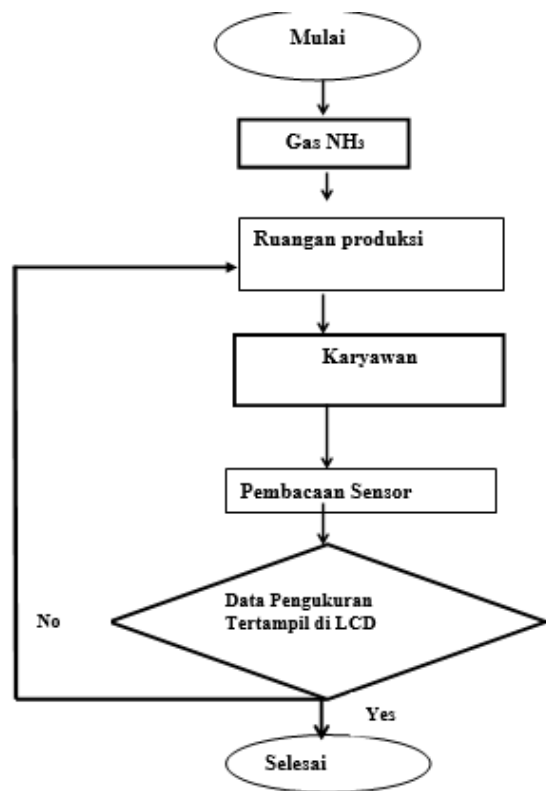 Mulai
Gas NH₃
Ruangan produksi
Karyawan
Pembacaan Sensor
Data Pengukuran
Tertampil di LCD
No
Yes
Selesai